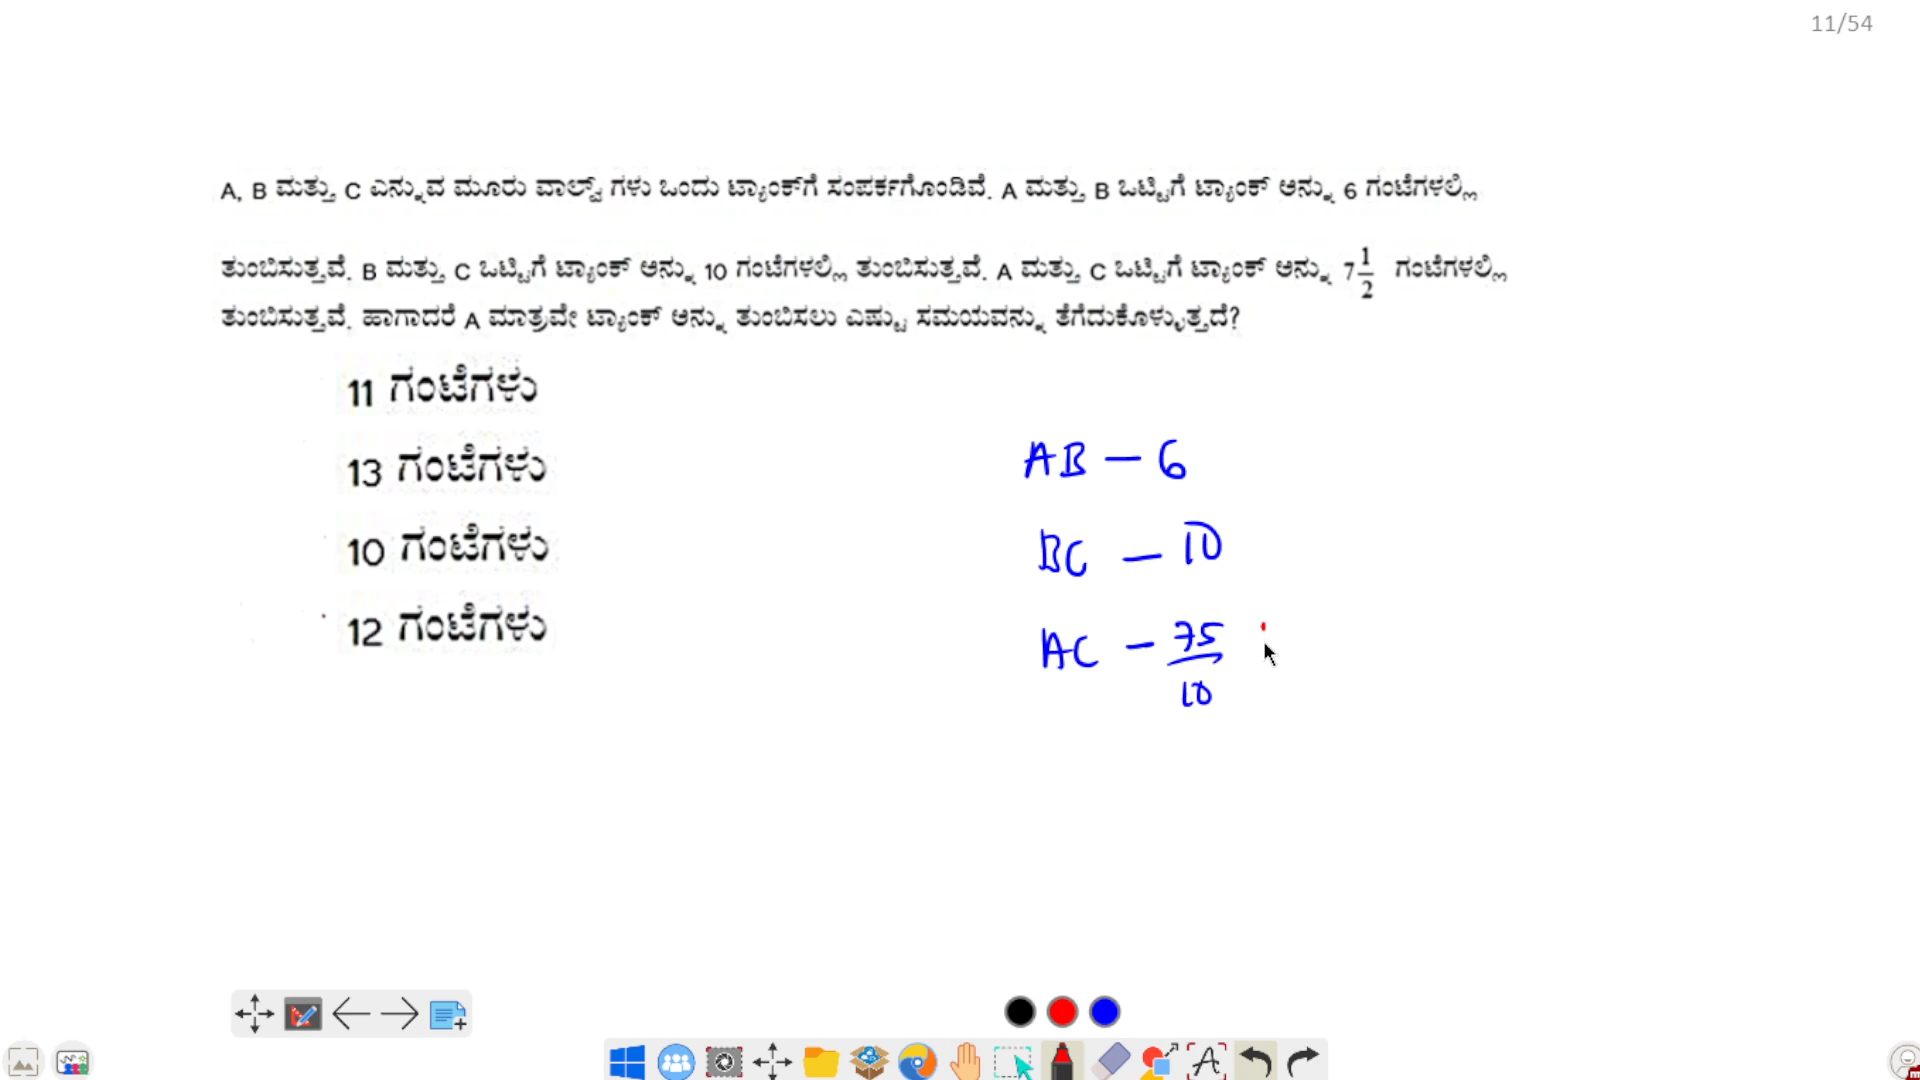 11/54
A, B ಮತ್ತು C ಎನ್ನುವ ಮೂರು ವಾಲ್ವ್ ಗಳು ಒಂದು ಟ್ಯಾಂಕ್‌ಗೆ ಸಂಪರ್ಕಗೊಂಡಿವೆ. A ಮತ್ತು B ಒಟ್ಟಿಗೆ ಟ್ಯಾಂಕ್ ಅನ್ನು 6 ಗಂಟೆಗಳಲ್ಲಿ
ತುಂಬಿಸುತ್ತವೆ. B ಮತ್ತು C ಒಟ್ಟಿಗೆ ಟ್ಯಾಂಕ್ ಅನ್ನು 10 ಗಂಟೆಗಳಲ್ಲಿ ತುಂಬಿಸುತ್ತವೆ. A ಮತ್ತು C ಒಟ್ಟಿಗೆ ಟ್ಯಾಂಕ್ ಅನ್ನು 7 1/2 ಗಂಟೆಗಳಲ್ಲಿ
ತುಂಬಿಸುತ್ತವೆ. ಹಾಗಾದರೆ A ಮಾತ್ರವೇ ಟ್ಯಾಂಕ್ ಅನ್ನು ತುಂಬಿಸಲು ಎಷ್ಟು ಸಮಯವನ್ನು ತೆಗೆದುಕೊಳ್ಳುತ್ತದೆ?
11 ಗಂಟೆಗಳು
13 ಗಂಟೆಗಳು
10 ಗಂಟೆಗಳು
12 ಗಂಟೆಗಳು
AB – 6
BC – 10
AC – 75/10